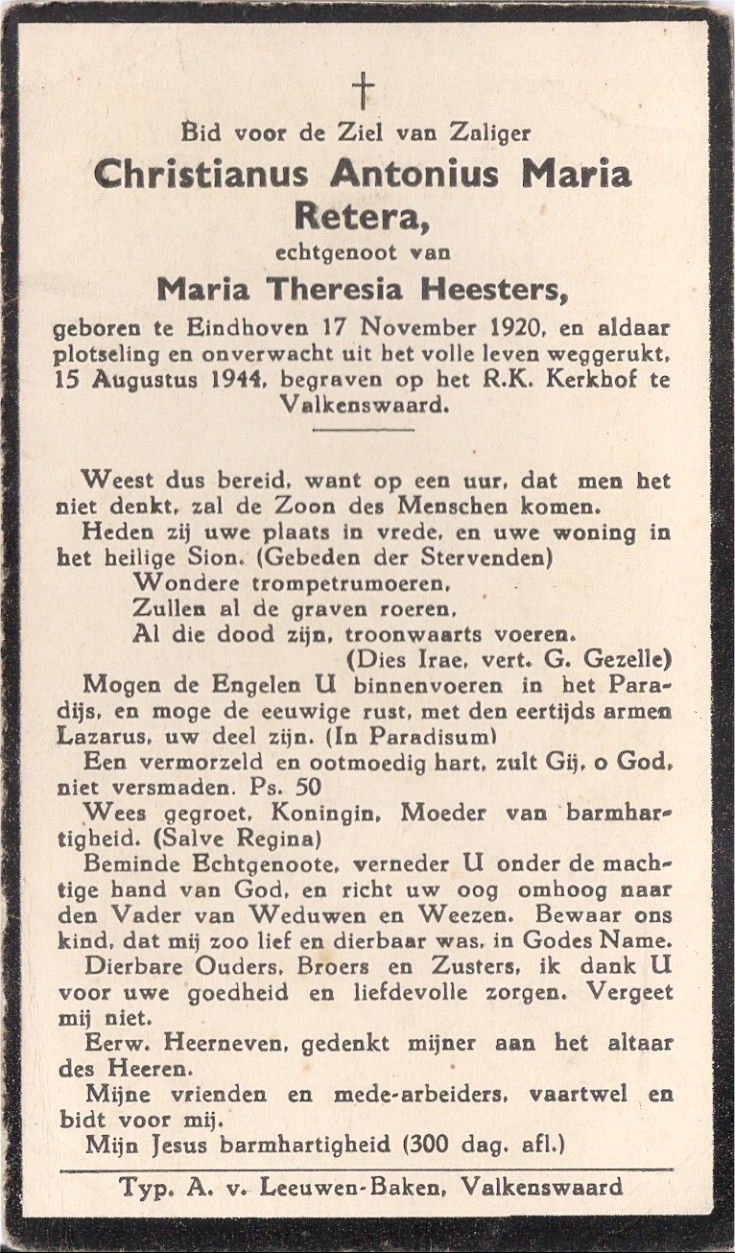 Bid voor de Ziel van Zaliger
Christianus Antonius Maria
Retera,
echtgenoot van
Maria Theresia Heesters,
geboren te Eindhoven 17 November 1920, en aldaar
plotseling en onverwacht uit het volle leven weggerukt,
15 Augustus 1944, begraven op het R.K. Kerkhof te
Valkenswaard.
Weest dus bereid, want op een uur, dat men het
niet denkt, zal de Zoon des Menschen komen.
Heden zij uwe plaats in vrede, en uwe woning in
het heilige Sion. (Gebeden der Stervenden)
Wondere trompetrumoeren,
Zullen al de graven roeren,
Al die dood zijn, troonwaarts voeren.
(Dies Irae, vert. G. Gezelle)
Mogen de Engelen U binnenvoeren in het Para-
dijs, en moge de eeuwige rust, met den eertijds armen
Lazarus, uw deel zijn. (In Paradisum)
Een vermorzeld en ootmoedig hart, zult Gij, o God,
niet versmaden. Ps. 50
Wees gegroet, Koningin, Moeder van barmhar-
tigheid. (Salve Regina)
Beminde Echtgenoote, verneder U onder de mach-
tige hand van God, en richt uw oog omhoog naar
den Vader van Weduwen en Weezen. Bewaar ons
kind, dat mij zoo lief en dierbaar was, in Godes Name.
Dierbare Ouders, Broers en Zusters, ik dank U
voor uwe goedheid en liefdevolle zorgen. Vergeet
mij niet.
Eerw. Heerneven, gedenkt mijner aan het altaar
des Heeren.
Mijne vrienden en mede-arbeiders, vaartwel en
bidt voor mij.
Mijn Jesus barmhartigheid (300 dag. afl.)
Typ. A. v. Leeuwen-Baken, Valkenswaard